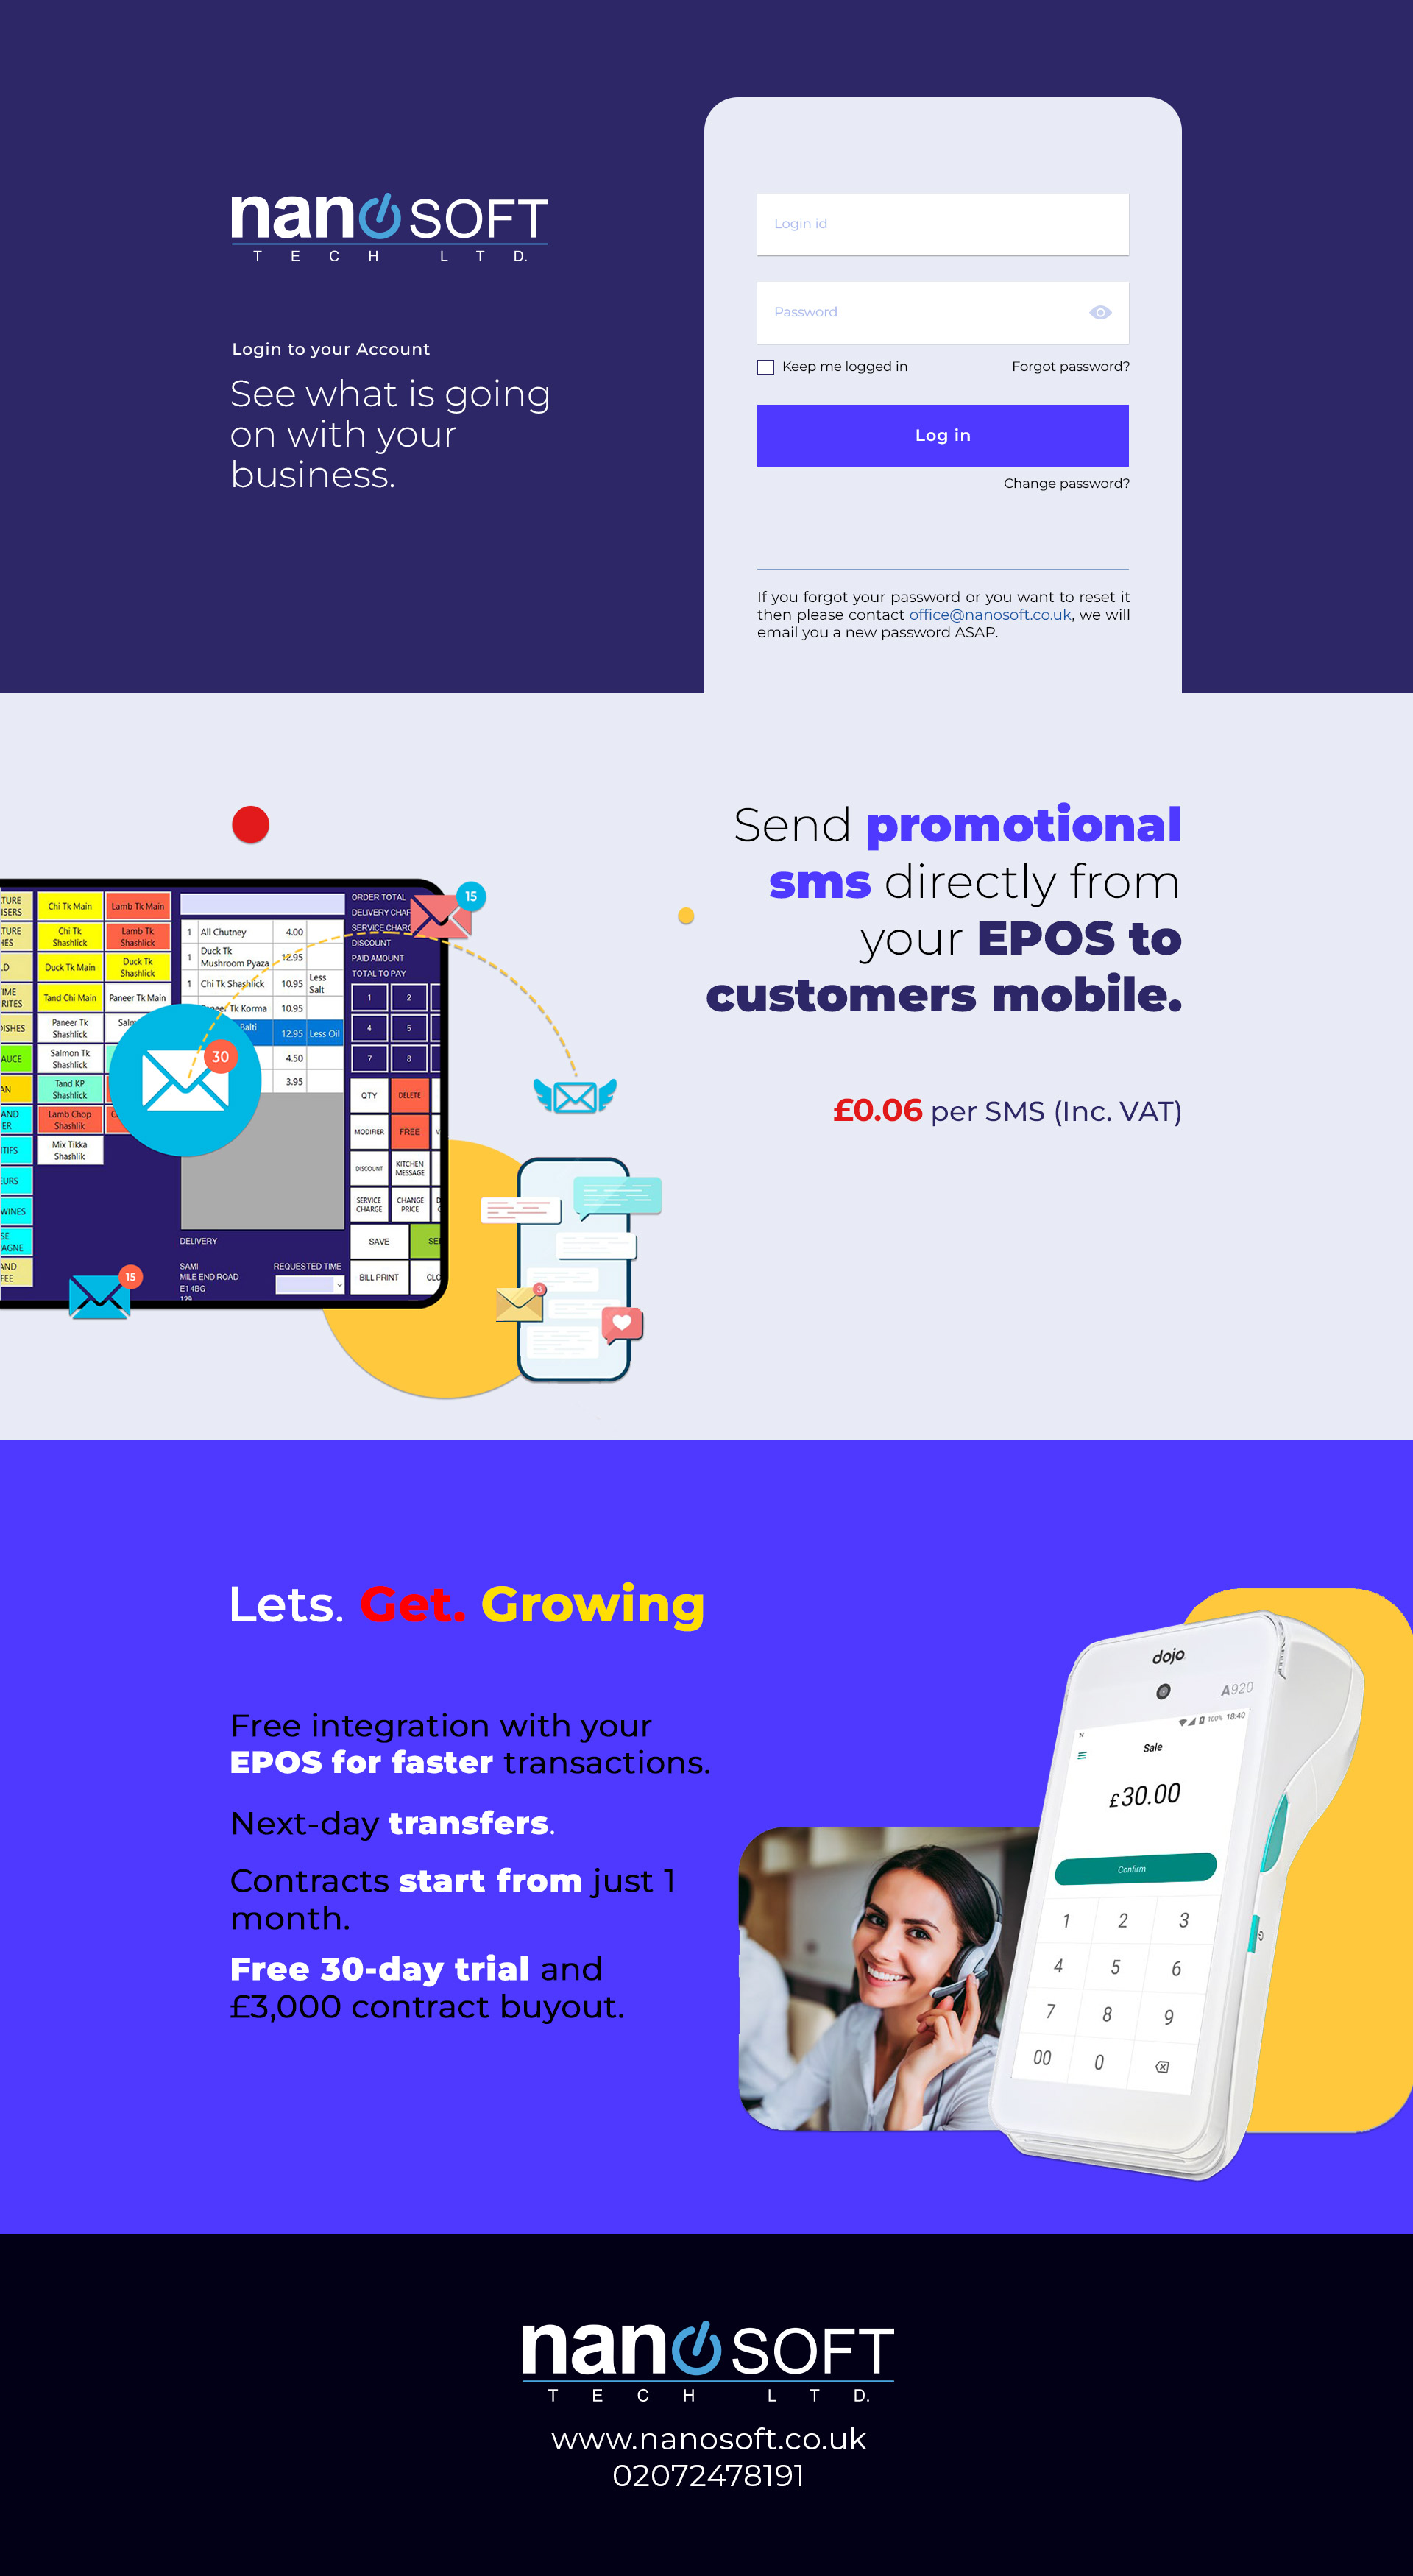 nanoSOFT
TECH LTD.
Login to your Account
See what is going
on with your
business.
Login id
Password
Keep me logged in
Forgot password?
Log in
Change password?
If you forgot your password or you want to reset it
then please contact office@nanosoft.co.uk, we will
email you a new password ASAP.
Send promotional
sms directly from
your EPOS to
customers mobile.
£0.06 per SMS (Inc. VAT)
Chi Tk Main
Lamb Tk Main
Chi Tk
Shashlick
Lamb Tk
Shashlick
Duck Tk Main
Duck Tk
Shashlick
Tand Chi Main
Paneer Tk Main
Paneer Tk
Shashlick
Salmon Tk
Shashlick
Tand KP
Shashlick
Lamb Chop
Shashlik
Mix Tikka
Shashlik
1 All Chutney 4.00
1 Duck Tk
Mushroom Pyaza 12.95
1 Chi Tk Shashlick 10.95 Less
Salt
Tk Korma 10.95
Balti 12.95 Less Oil
4.50
3.95
ORDER TOTAL
DELIVERY CHAR
SERVICE CHARG
DISCOUNT
PAID AMOUNT
TOTAL TO PAY
1 2
4 5
7 8
QTY DELETE
MODIFIER FREE
DISCOUNT KITCHEN
MESSAGE
SERVICE
CHARGE
CHANGE
PRICE
SAVE SE
BILL PRINT CLO
DELIVERY
SAMI
MILE END ROAD
E1 4BG
REQUESTED TIME
15
30
15
3
Lets. Get. Growing
Free integration with your
EPOS for faster transactions.
Next-day transfers.
Contracts start from just 1
month.
Free 30-day trial and
£3,000 contract buyout.
dojo
A920
100% 18:40
Sale
£30.00
Confirm
1 2 3
4 5 6
7 8 9
00 0
nanoSOFT
TECH LTD.
www.nanosoft.co.uk
02072478191